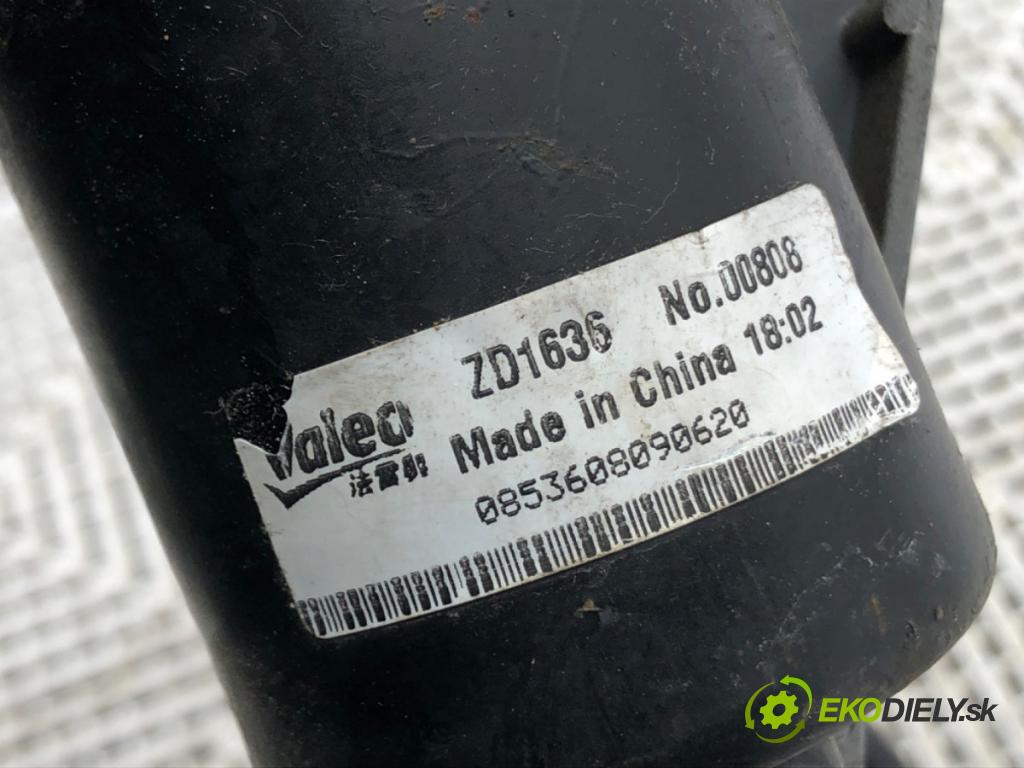 ZD1636 No.00808
Valeo Made in China 18:02
法雷奥
0853608090620
EKODIELY.sk